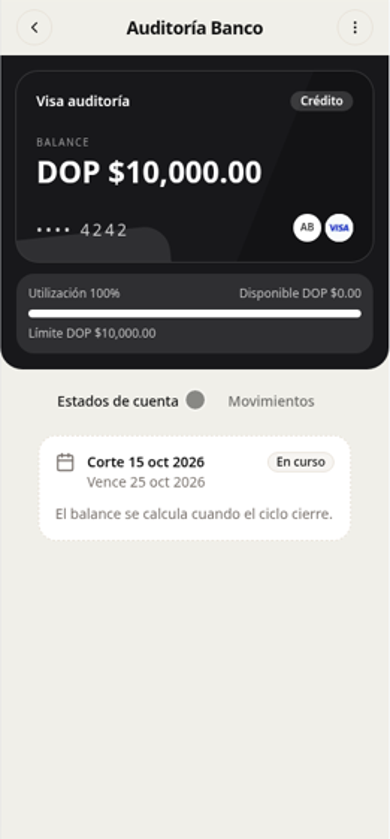 Auditoría Banco
Visa auditoría
Crédito
BALANCE
DOP $10,000.00
•••• 4242
AB
VISA
Utilización 100%
Disponible DOP $0.00
Límite DOP $10,000.00
Estados de cuenta
Movimientos
Corte 15 oct 2026
En curso
Vence 25 oct 2026
El balance se calcula cuando el ciclo cierre.